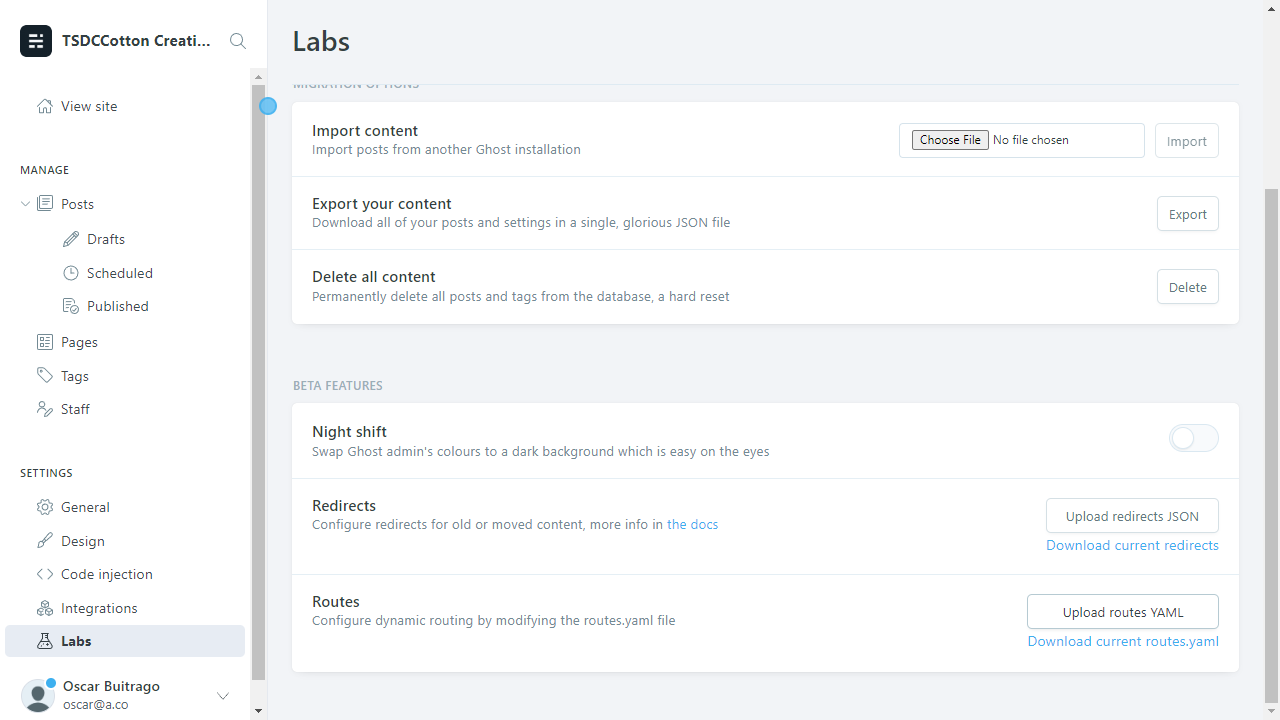 TSDCCotton Creati...
View site
MANAGE
Posts
Drafts
Scheduled
Published
Pages
Tags
Staff
SETTINGS
General
Design
Code injection
Integrations
Labs
Oscar Buitrago
oscar@a.co
Labs
MIGRATION OPTIONS
Import content
Import posts from another Ghost installation
Choose File No file chosen
Import
Export your content
Download all of your posts and settings in a single, glorious JSON file
Export
Delete all content
Permanently delete all posts and tags from the database, a hard reset
Delete
BETA FEATURES
Night shift
Swap Ghost admin's colours to a dark background which is easy on the eyes
Redirects
Configure redirects for old or moved content, more info in the docs
Upload redirects JSON
Download current redirects
Routes
Configure dynamic routing by modifying the routes.yaml file
Upload routes YAML
Download current routes.yaml